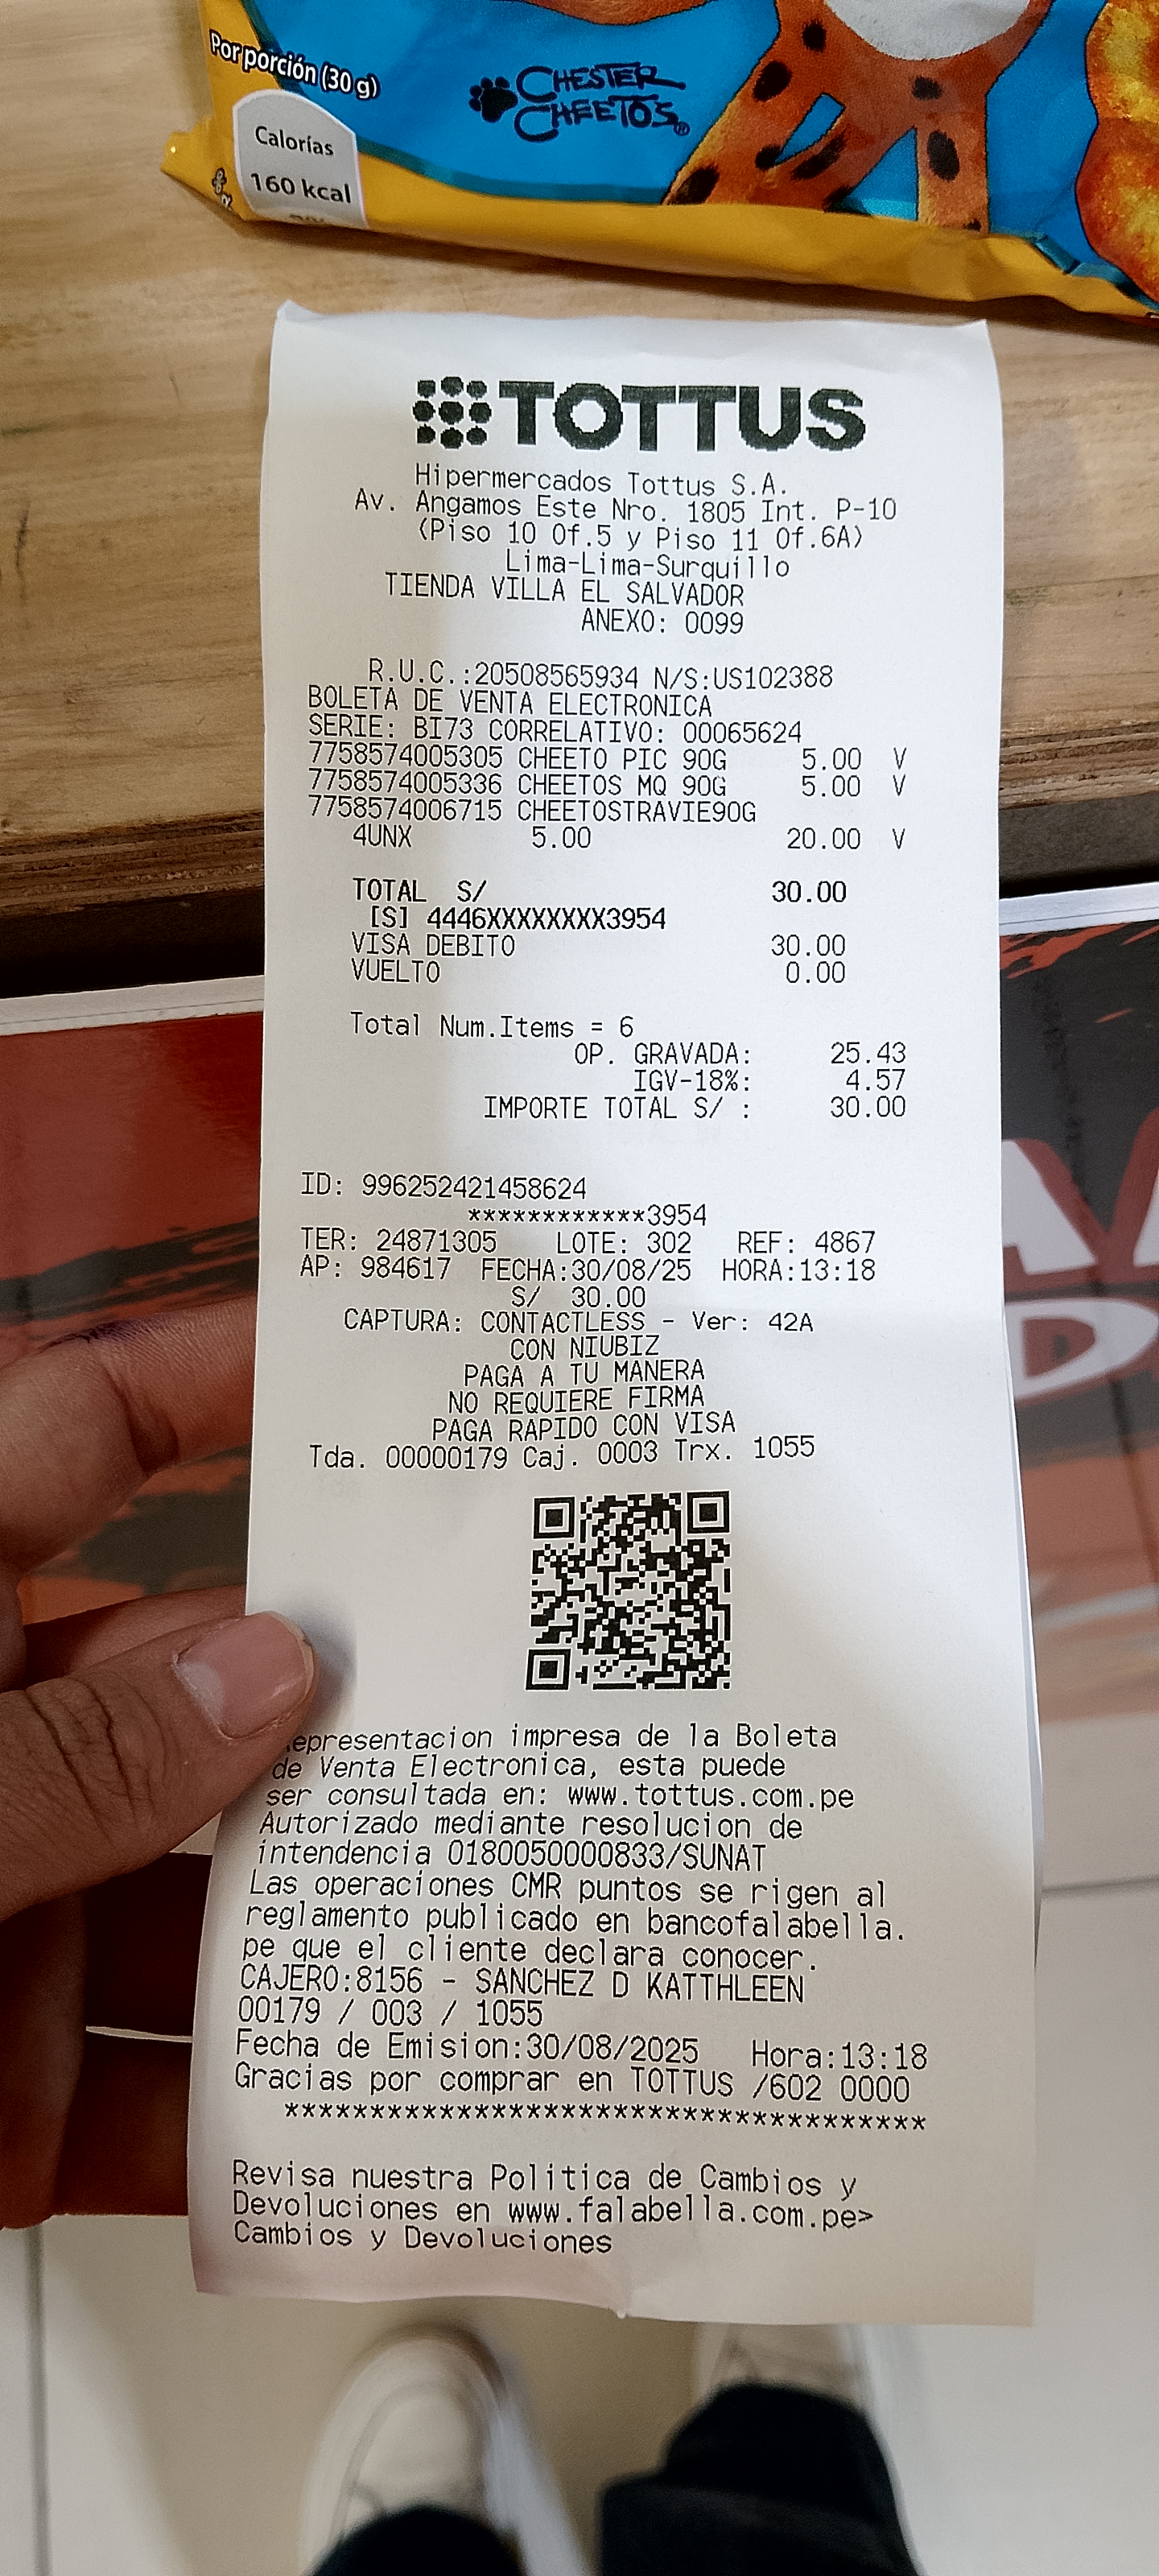 Por porción (30 g)
Calorías
160 kcal
CHESTER
CHEETOS®
TOTTUS
Hipermercados Tottus S.A.
Av. Angamos Este Nro. 1805 Int. P-10
(Piso 10 Of.5 y Piso 11 Of.6A)
Lima-Lima-Surquillo
TIENDA VILLA EL SALVADOR
ANEXO: 0099
R.U.C.:20508565934 N/S:US102388
BOLETA DE VENTA ELECTRONICA
SERIE: BI73 CORRELATIVO: 00065624
7758574005305 CHEETO PIC 90G 5.00 V
7758574005336 CHEETOS MQ 90G 5.00 V
7758574006715 CHEETOSTRAVIE90G
4UNX 5.00 20.00 V
TOTAL S/ 30.00
[S] 4446XXXXXXXX3954
VISA DEBITO 30.00
VUELTO 0.00
Total Num.Items = 6
OP. GRAVADA: 25.43
IGV-18%: 4.57
IMPORTE TOTAL S/ : 30.00
ID: 996252421458624
************3954
TER: 24871305 LOTE: 302 REF: 4867
AP: 984617 FECHA:30/08/25 HORA:13:18
S/ 30.00
CAPTURA: CONTACTLESS - Ver: 42A
CON NIUBIZ
PAGA A TU MANERA
NO REQUIERE FIRMA
PAGA RAPIDO CON VISA
Tda. 00000179 Caj. 0003 Trx. 1055
epresentacion impresa de la Boleta
de Venta Electronica, esta puede
ser consultada en: www.tottus.com.pe
Autorizado mediante resolucion de
intendencia 0180050000833/SUNAT
Las operaciones CMR puntos se rigen al
reglamento publicado en bancofalabella.
pe que el cliente declara conocer.
CAJERO:8156 - SANCHEZ D KATTHLEEN
00179 / 003 / 1055
Fecha de Emision:30/08/2025 Hora:13:18
Gracias por comprar en TOTTUS /602 0000
**************************************
Revisa nuestra Politica de Cambios y
Devoluciones en www.falabella.com.pe>
Cambios y Devoluciones